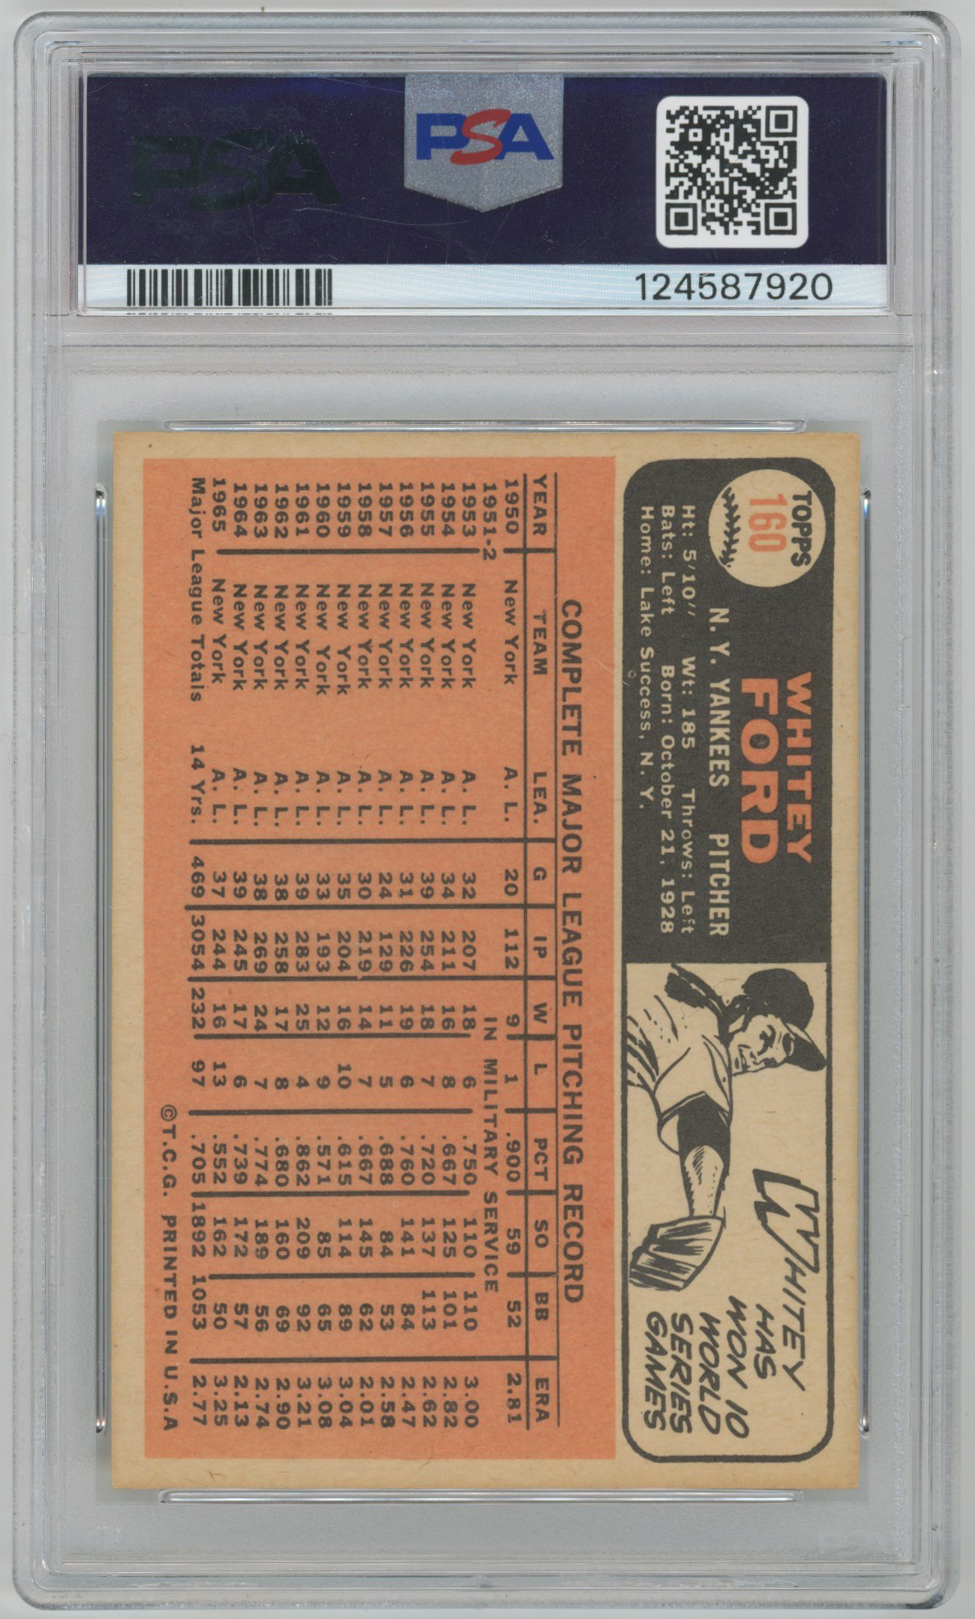 PSA
PSA
124587920
TOPPS
160
WHITEY
FORD
N. Y. YANKEES PITCHER
Ht: 5'10" Wt: 185 Throws: Left
Bats: Left Born: October 21, 1928
Home: Lake Success, N. Y.
WHITEY
HAS
WON 10
WORLD
SERIES
GAMES
COMPLETE MAJOR LEAGUE PITCHING RECORD
YEAR TEAM LEA. G IP W L PCT SO BB ERA
1950 New York A. L. 20 112 9 1 .900 59 52 2.81
1951-2 IN MILITARY SERVICE
1953 New York A. L. 32 207 18 6 .750 110 110 3.00
1954 New York A. L. 34 211 16 8 .667 125 101 2.82
1955 New York A. L. 39 254 18 7 .720 137 113 2.62
1956 New York A. L. 31 226 19 6 .760 141 84 2.47
1957 New York A. L. 24 129 11 5 .688 84 53 2.58
1958 New York A. L. 30 219 14 7 .667 145 62 2.01
1959 New York A. L. 35 204 16 10 .615 114 89 3.04
1960 New York A. L. 33 193 12 9 .571 85 65 3.08
1961 New York A. L. 39 283 25 4 .862 209 92 3.21
1962 New York A. L. 38 258 17 8 .680 160 69 2.90
1963 New York A. L. 38 269 24 7 .774 189 56 2.74
1964 New York A. L. 39 245 17 6 .739 172 57 2.13
1965 New York A. L. 37 244 16 13 .552 162 50 3.25
Major League Totals 14 Yrs. 469 3054 232 97 .705 1892 1053 2.77
©T.C.G. PRINTED IN U.S.A